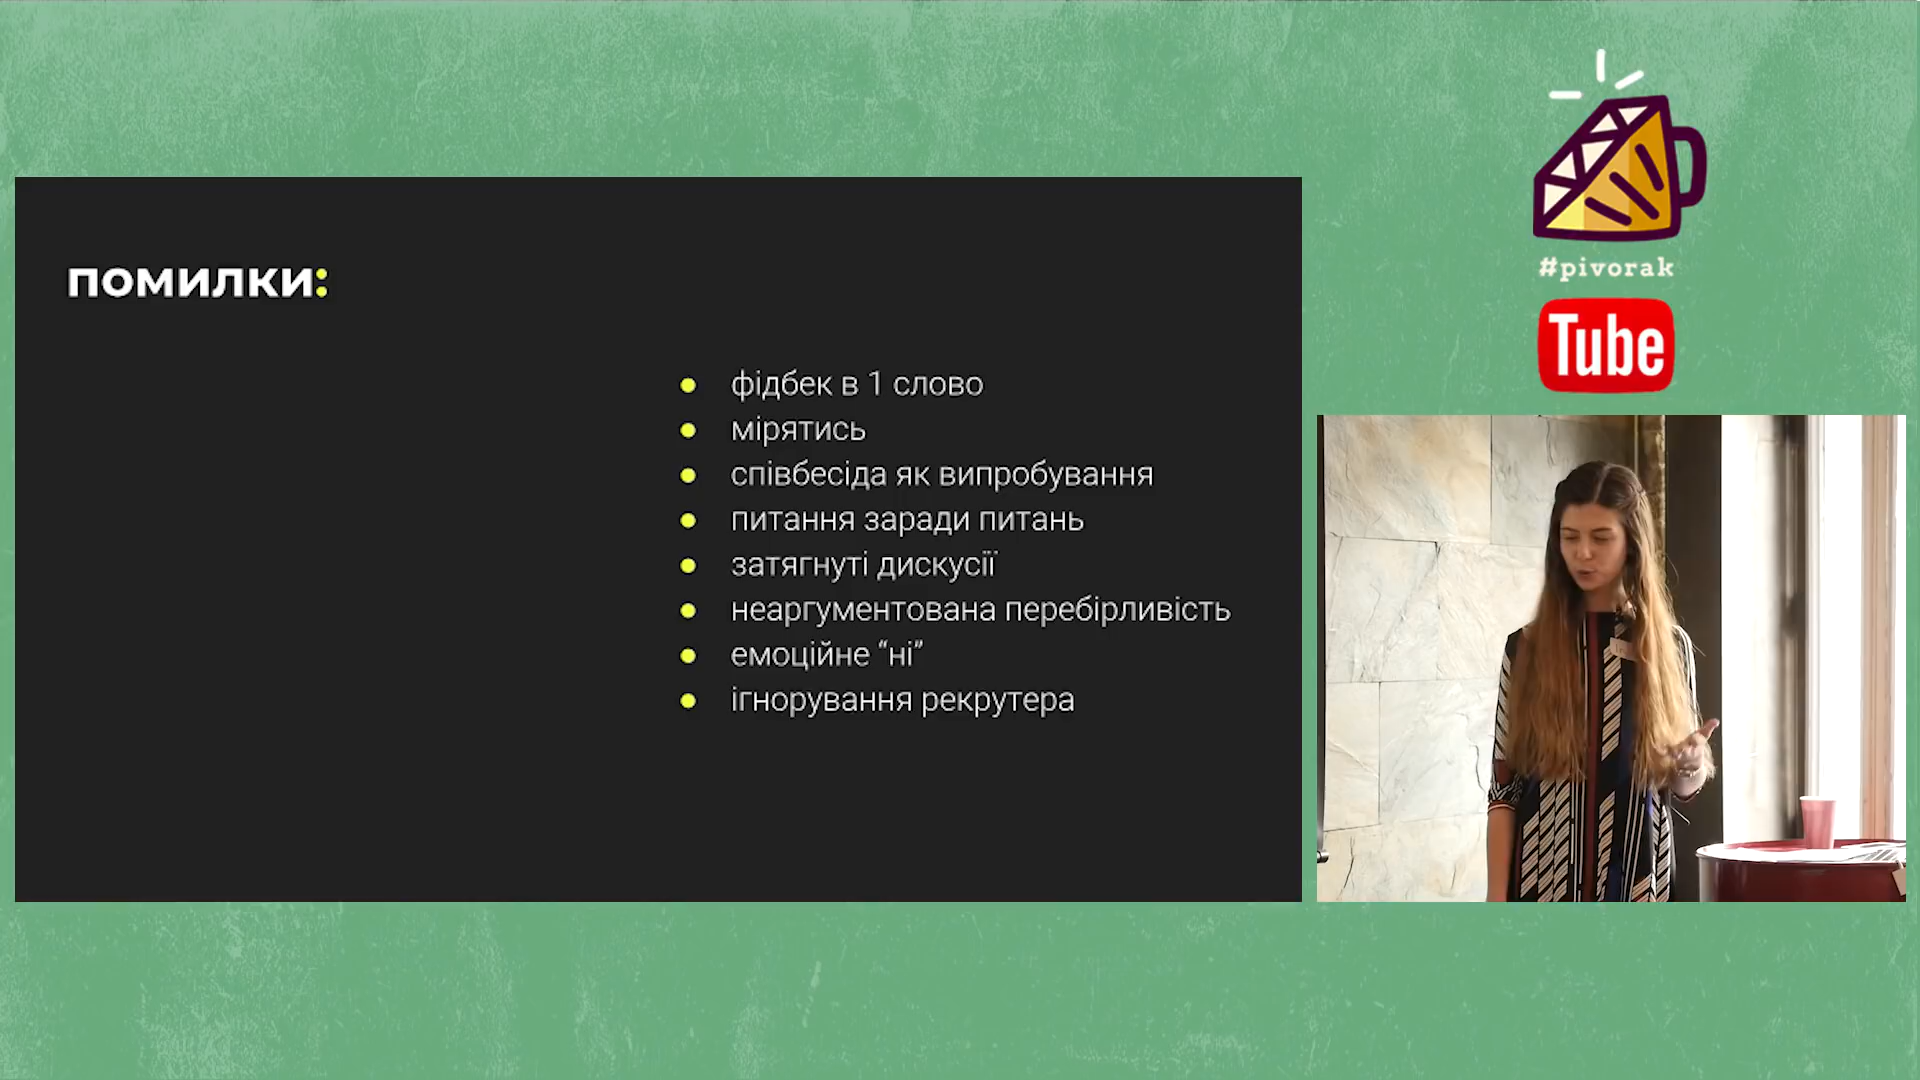 помилки:
фідбек в 1 слово
мірятись
співбесіда як випробування
питання заради питань
затягнуті дискусії
неаргументована перебірливість
емоційне “ні”
ігнорування рекрутера
#pivorak
Tube